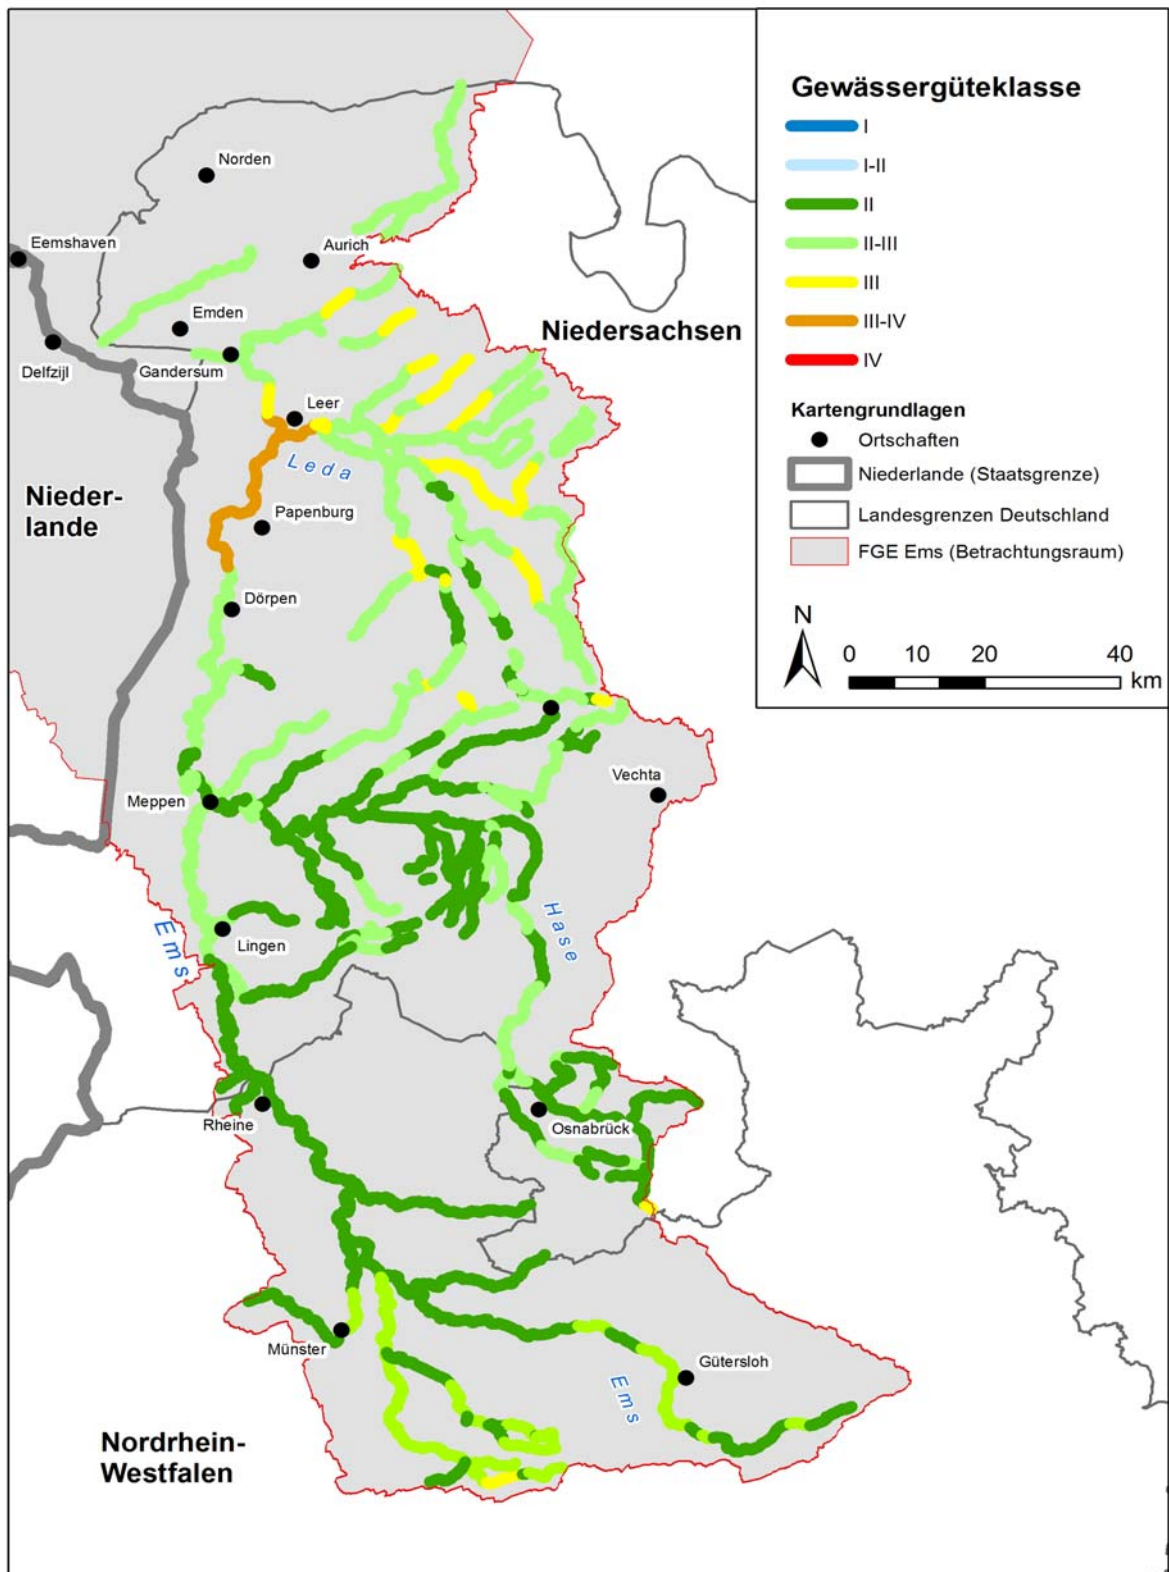 Gewässergüteklasse
I
I-II
II
II-III
III
III-IV
IV
Kartengrundlagen
Ortschaften
Niederlande (Staatsgrenze)
Landesgrenzen Deutschland
FGE Ems (Betrachtungsraum)
N
0 10 20 40
km
Norden
Eemshaven
Aurich
Emden
Niedersachsen
Delfzijl
Gandersum
Leer
Leda
Nieder-
lande
Papenburg
Dörpen
Vechta
Meppen
Hase
Ems
Lingen
Rheine
Osnabrück
Münster
Gütersloh
Ems
Nordrhein-
Westfalen